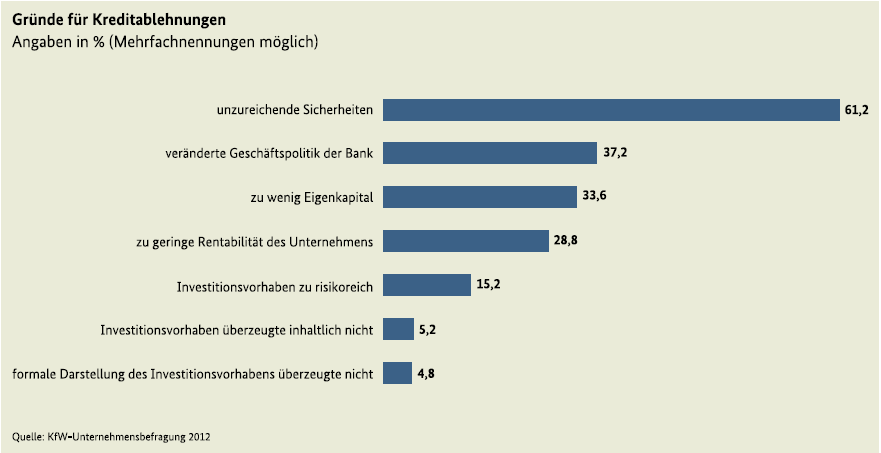 Gründe für Kreditablehnungen
Angaben in % (Mehrfachnennungen möglich)
unzureichende Sicherheiten 61,2
veränderte Geschäftspolitik der Bank 37,2
zu wenig Eigenkapital 33,6
zu geringe Rentabilität des Unternehmens 28,8
Investitionsvorhaben zu risikoreich 15,2
Investitionsvorhaben überzeugte inhaltlich nicht 5,2
formale Darstellung des Investitionsvorhabens überzeugte nicht 4,8
Quelle: KfW-Unternehmensbefragung 2012